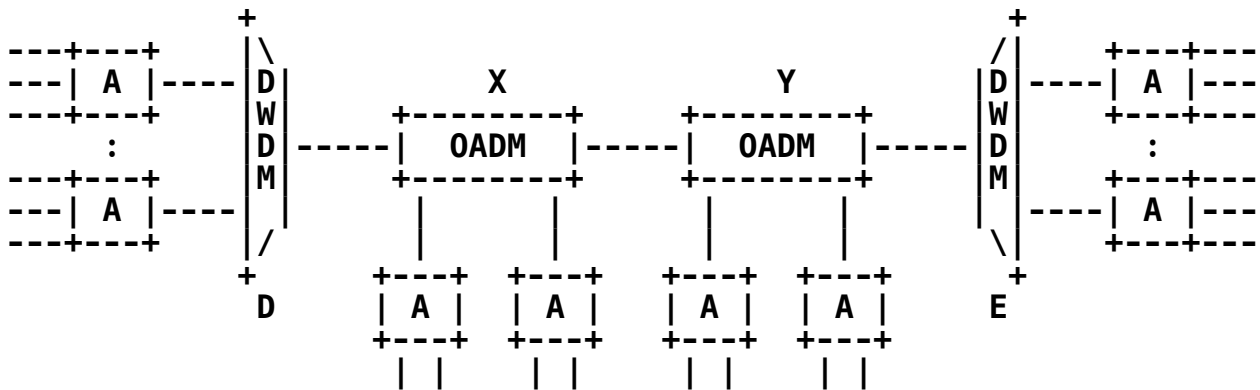 +                                                +
---+---+     |\                                              /|     +---+---
---| A |----|D|            X                 Y            |D|----| A |---
---+---+     |W|      +--------+      +--------+      |W|     +---+---
      :         |D|-----|  OADM  |-----|  OADM  |-----|D|        :
---+---+     |M|      +--------+      +--------+      |M|     +---+---
---| A |----| |        |       |         |       |        | |----| A |---
---+---+     |/         |       |         |       |         \|     +---+---
                +       +---+ +---+     +---+ +---+       +
                 D      | A | | A |     | A | | A |      E
                         +---+ +---+     +---+ +---+
                          | |   | |       | |   | |